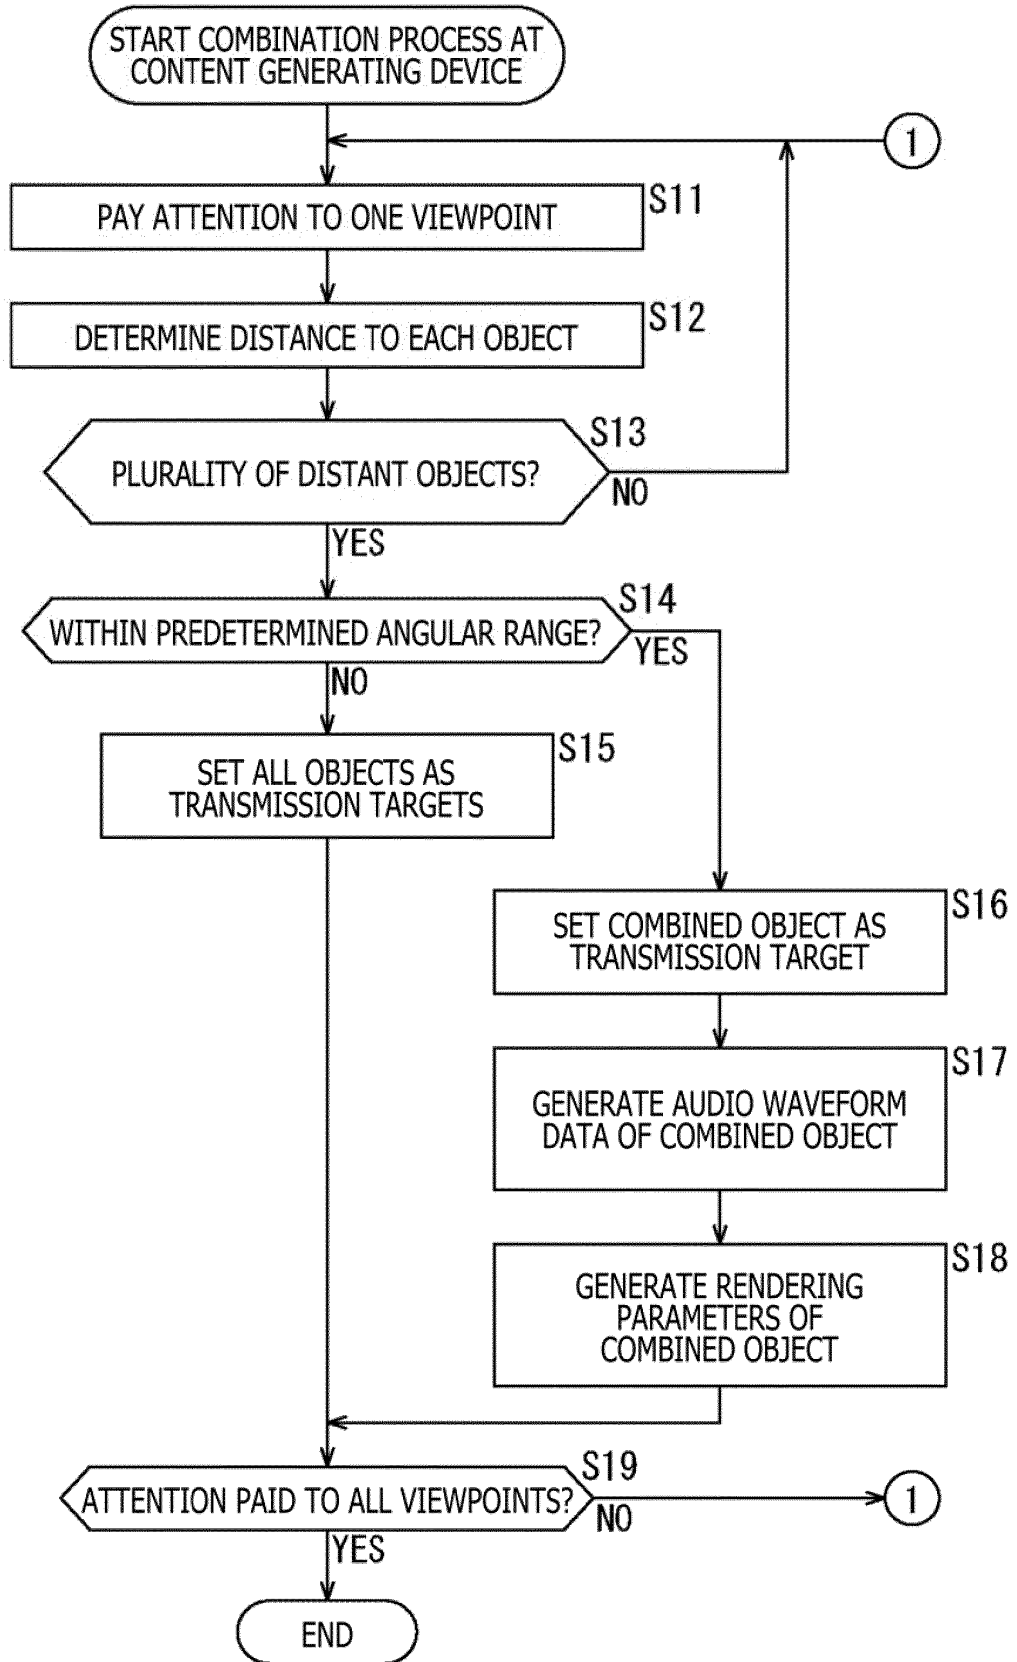 START COMBINATION PROCESS AT
CONTENT GENERATING DEVICE
1
S11
PAY ATTENTION TO ONE VIEWPOINT
S12
DETERMINE DISTANCE TO EACH OBJECT
S13
PLURALITY OF DISTANT OBJECTS?
NO
YES
S14
WITHIN PREDETERMINED ANGULAR RANGE?
YES
NO
S15
SET ALL OBJECTS AS
TRANSMISSION TARGETS
S16
SET COMBINED OBJECT AS
TRANSMISSION TARGET
S17
GENERATE AUDIO WAVEFORM
DATA OF COMBINED OBJECT
S18
GENERATE RENDERING
PARAMETERS OF
COMBINED OBJECT
S19
ATTENTION PAID TO ALL VIEWPOINTS?
1
NO
YES
END